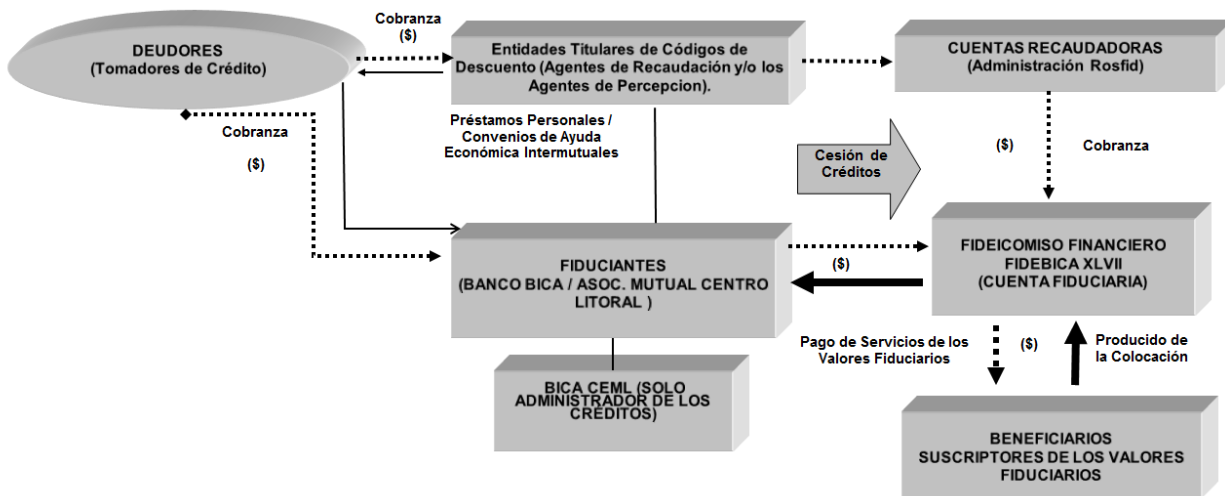 DEUDORES
(Tomadores de Crédito)
Cobranza
($)
Entidades Titulares de Códigos de
Descuento (Agentes de Recaudación y/o los
Agentes de Percepcion).
CUENTAS RECAUDADORAS
(Administración Rosfid)
Cobranza
($)
Préstamos Personales /
Convenios de Ayuda
Económica Intermutuales
Cesión de
Créditos
($)
Cobranza
FIDUCIANTES
(BANCO BICA / ASOC. MUTUAL CENTRO
LITORAL )
($)
FIDEICOMISO FINANCIERO
FIDEBICA XLVII
(CUENTA FIDUCIARIA)
Pago de Servicios de los
Valores Fiduciarios
($)
Producido de
la Colocación
BICA CEML (SOLO
ADMINISTRADOR DE LOS
CRÉDITOS)
BENEFICIARIOS
SUSCRIPTORES DE LOS VALORES
FIDUCIARIOS